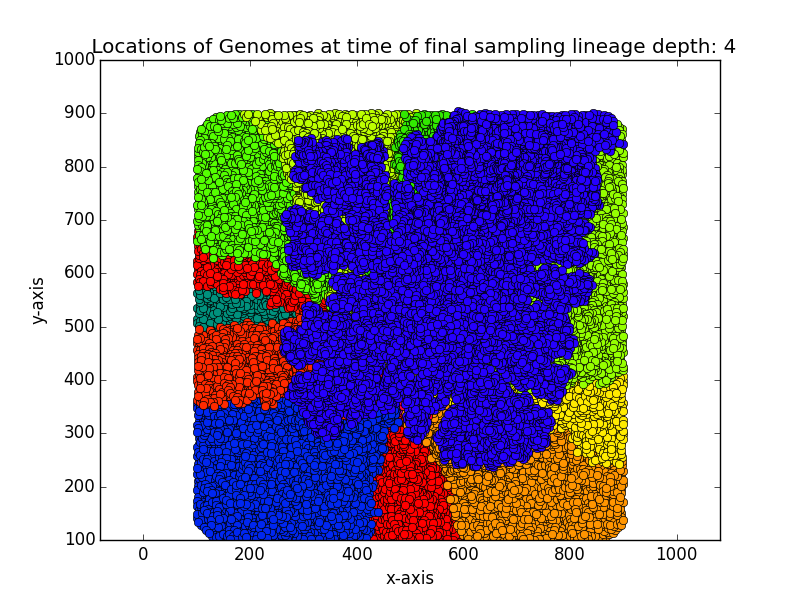 Locations of Genomes at time of final sampling lineage depth: 4
1000
900
800
700
600
500
400
300
200
100
y-axis
0 200 400 600 800 1000
x-axis